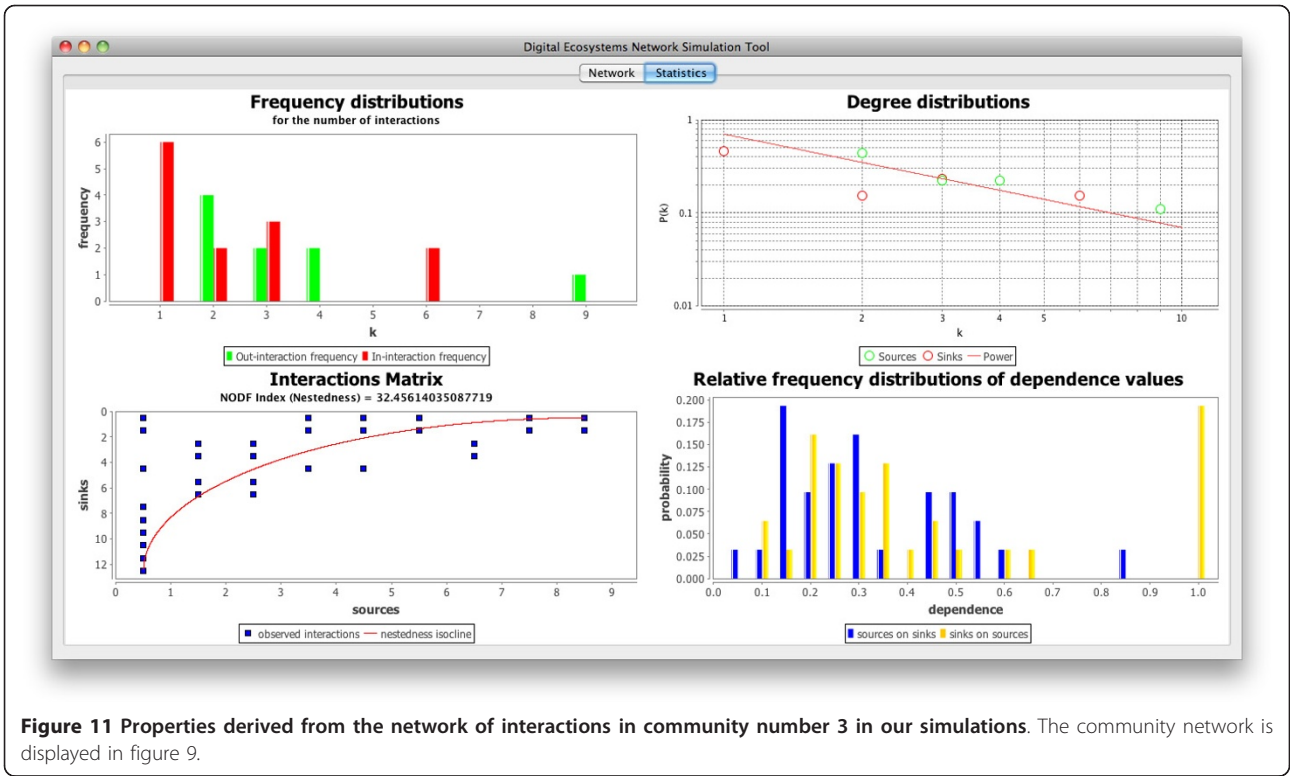 Digital Ecosystems Network Simulation Tool
Network Statistics
Frequency distributions
for the number of interactions
frequency
6
5
4
3
2
1
0
1 2 3 4 5 6 7 8 9
k
Out-interaction frequency In-interaction frequency
Degree distributions
P(k)
1
0.1
0.01
1 2 3 4 5 10
k
Sources Sinks Power
Interactions Matrix
NODF Index (Nestedness) = 32.45614035087719
sinks
0
2
4
6
8
10
12
0 1 2 3 4 5 6 7 8 9
sources
observed interactions nestedness isocline
Relative frequency distributions of dependence values
probability
0.200
0.175
0.150
0.125
0.100
0.075
0.050
0.025
0.000
0.0 0.1 0.2 0.3 0.4 0.5 0.6 0.7 0.8 0.9 1.0
dependence
sources on sinks sinks on sources
Figure 11 Properties derived from the network of interactions in community number 3 in our simulations. The community network is
displayed in figure 9.